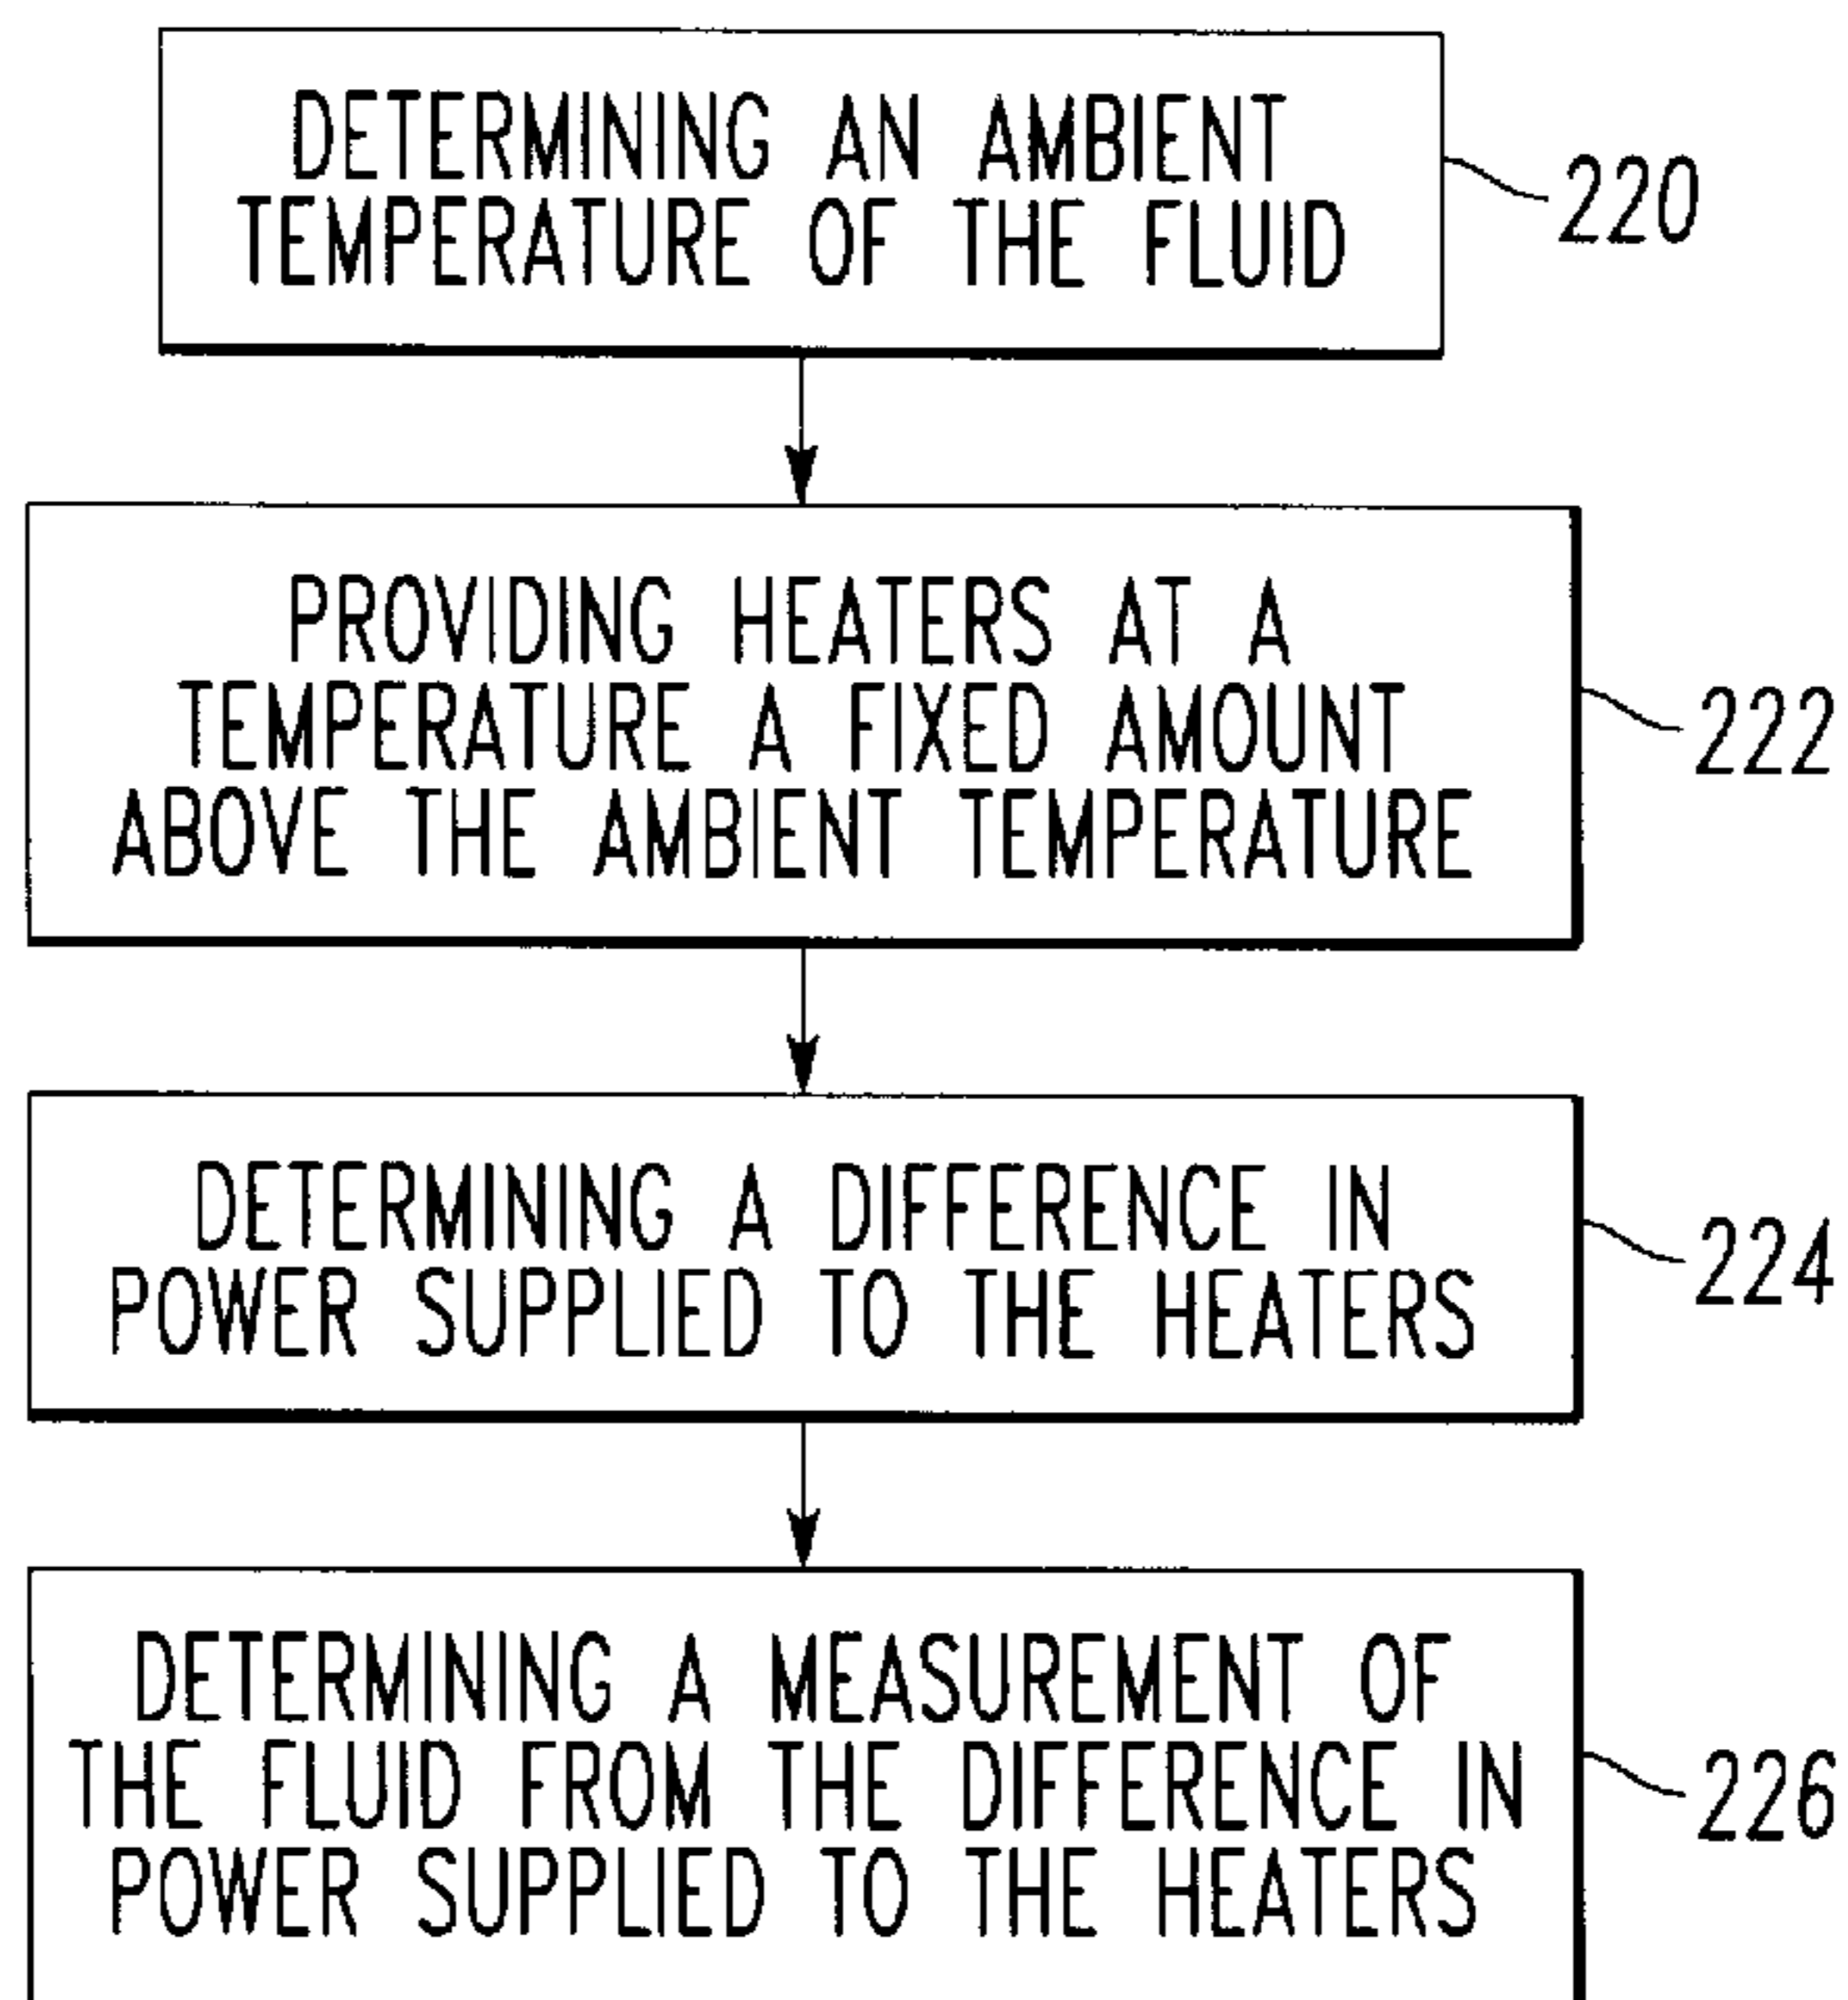 DETERMINING AN AMBIENT
TEMPERATURE OF THE FLUID
220
PROVIDING HEATERS AT A
TEMPERATURE A FIXED AMOUNT
ABOVE THE AMBIENT TEMPERATURE
222
DETERMINING A DIFFERENCE IN
POWER SUPPLIED TO THE HEATERS
224
DETERMINING A MEASUREMENT OF
THE FLUID FROM THE DIFFERENCE IN
POWER SUPPLIED TO THE HEATERS
226